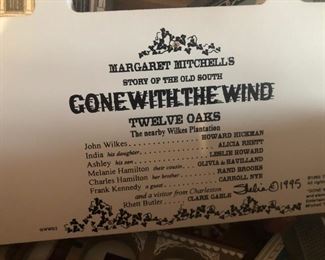 MARGARET MITCHELL'S
STORY OF THE OLD SOUTH
GONE WITH THE WIND
TWELVE OAKS
The nearby Wilkes Plantation
John Wilkes HOWARD HICKMAN
India his daughter ALICIA RHETT
Ashley his son LESLIE HOWARD
Melanie Hamilton their cousin OLIVIA de HAVILLAND
Charles Hamilton her brother RAND BROOKS
Frank Kennedy a guest CARROLL NYE
and a visitor from Charleston
Rhett Butler CLARK GABLE
Shelia ©1995